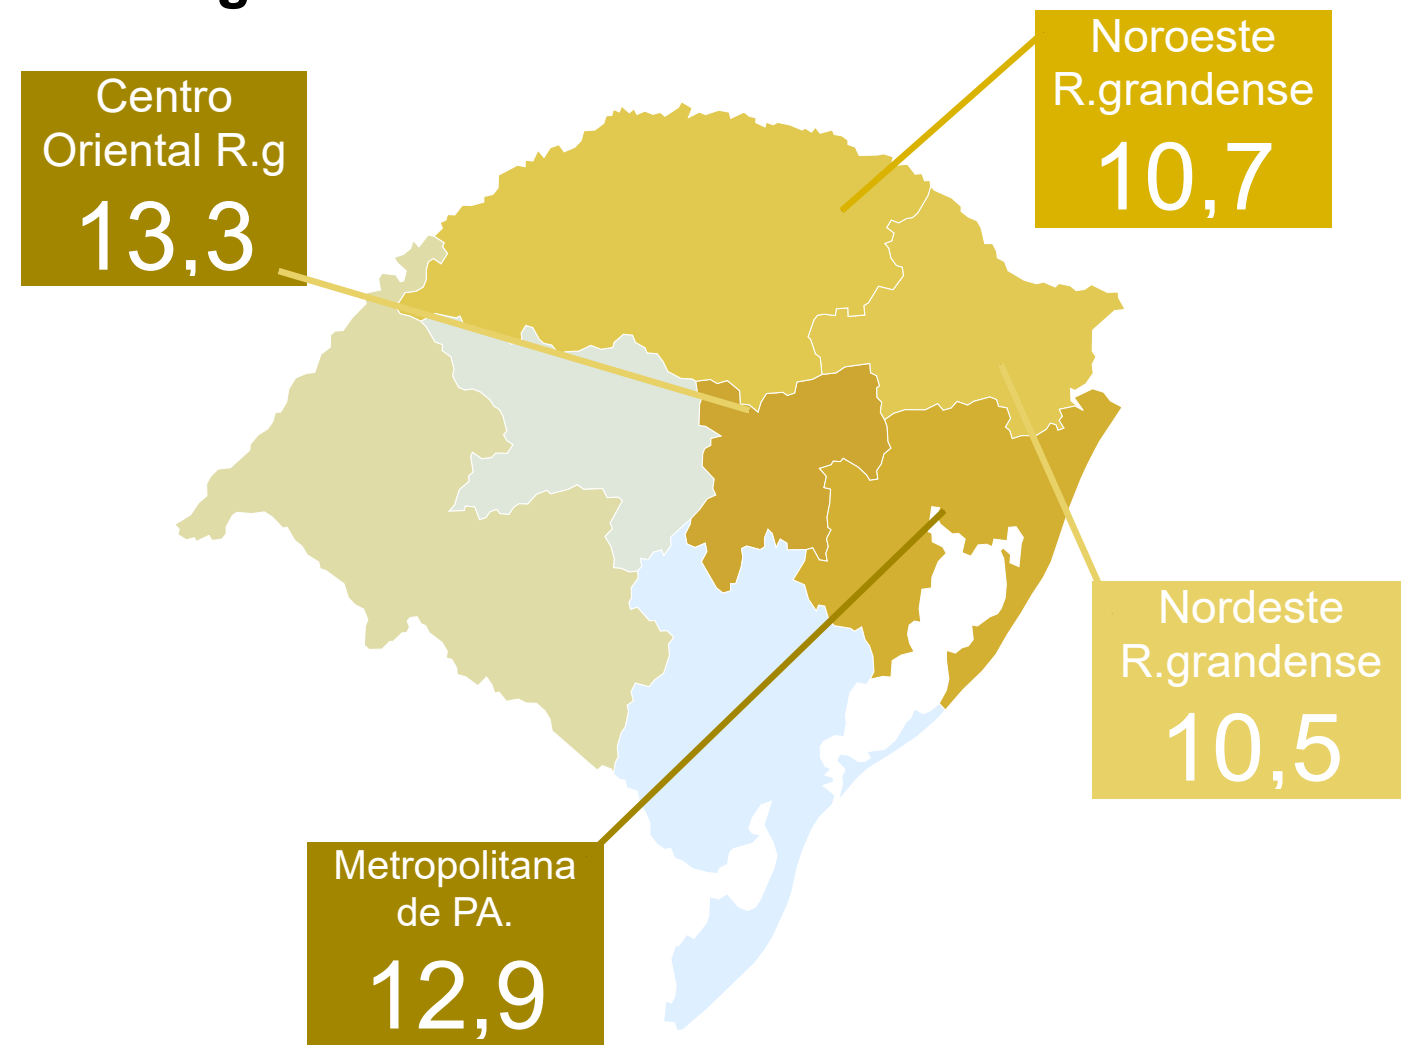 Noroeste
R.grandense
10,7
Centro
Oriental R.g
13,3
Nordeste
R.grandense
10,5
Metropolitana
de PA.
12,9